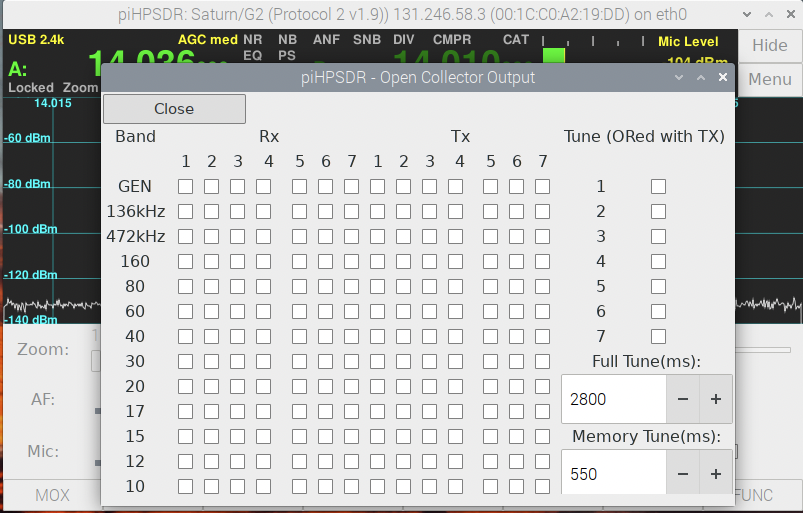 piHPSDR: Saturn/G2 (Protocol 2 v1.9)) 131.246.58.3 (00:1C:C0:A2:19:DD) on eth0
USB 2.4k AGC med NR NB ANF SNB DIV CMPR CAT Mic Level Hide
EQ PS
A: 14.036 14.010 -104 dBm
Locked Zoom Menu
14.015
piHPSDR - Open Collector Output
Close
Band Rx Tx Tune (ORed with TX)
1 2 3 4 5 6 7 1 2 3 4 5 6 7
GEN 1
136kHz 2
472kHz 3
160 4
80 5
60 6
40 7
30 Full Tune(ms):
20 2800 − +
17
15 Memory Tune(ms):
12 550 − +
10
-60 dBm
-80 dBm
-100 dBm
-120 dBm
-140 dBm
Zoom:
AF:
Mic:
MOX FUNC